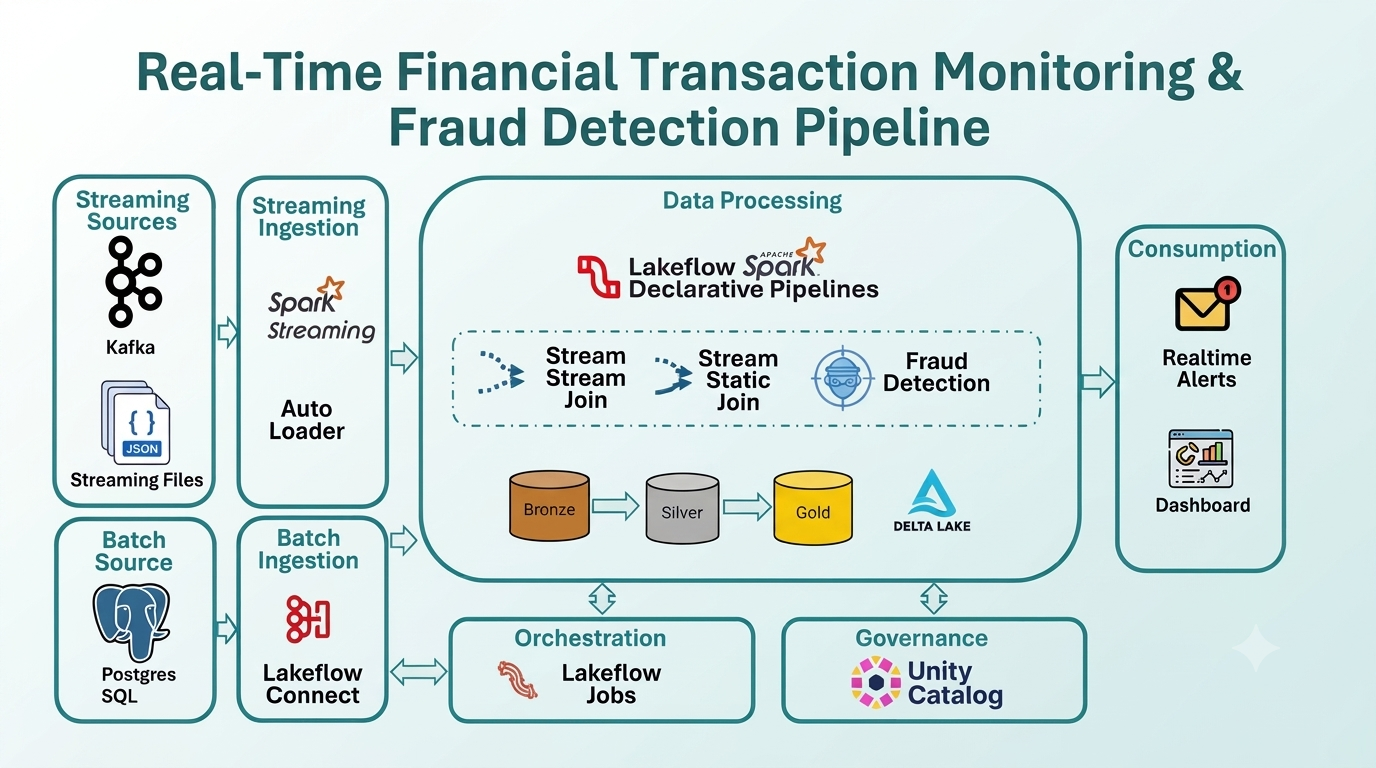 Real-Time Financial Transaction Monitoring &
Fraud Detection Pipeline
Streaming
Sources
Kafka
{ }
JSON
Streaming Files
Streaming
Ingestion
Spark
Streaming
Auto
Loader
Batch
Source
Postgres
SQL
Batch
Ingestion
Lakeflow
Connect
Data Processing
Lakeflow APACHE Spark
Declarative Pipelines
Stream
Stream
Join
Stream
Static
Join
Fraud
Detection
Bronze
Silver
Gold
DELTA LAKE
Orchestration
Lakeflow
Jobs
Governance
Unity
Catalog
Consumption
1
Realtime
Alerts
Dashboard